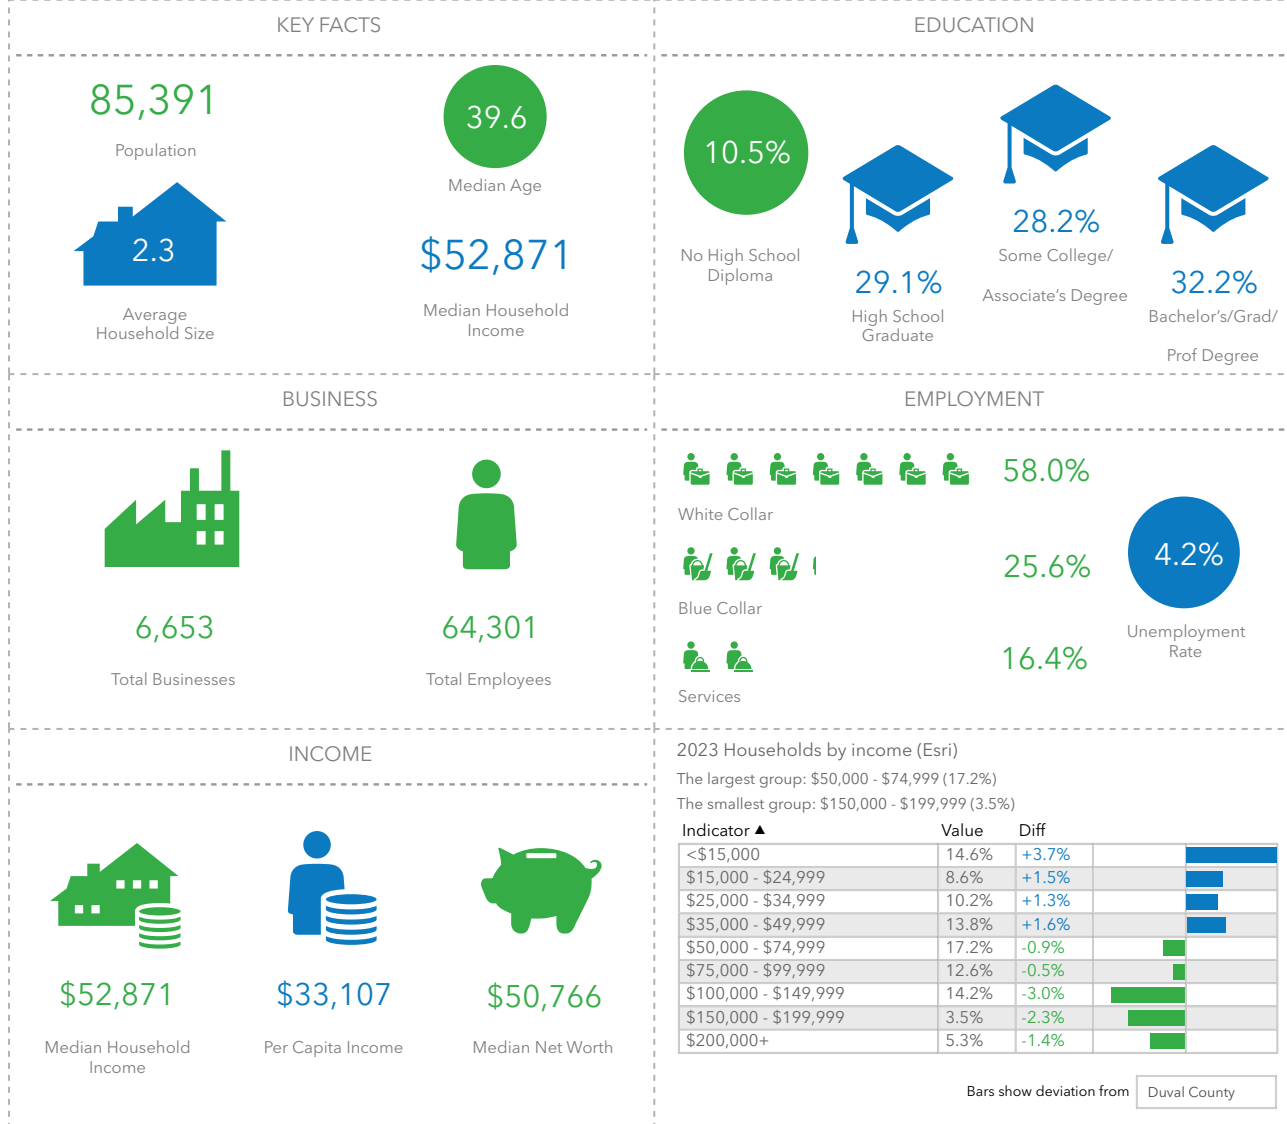 KEY FACTS
85,391
Population
39.6
Median Age
2.3
Average
Household Size
$52,871
Median Household
Income
EDUCATION
10.5%
No High School
Diploma
29.1%
High School
Graduate
28.2%
Some College/
Associate's Degree
32.2%
Bachelor's/Grad/
Prof Degree
BUSINESS
6,653
Total Businesses
64,301
Total Employees
EMPLOYMENT
58.0%
White Collar
25.6%
Blue Collar
16.4%
Services
4.2%
Unemployment
Rate
INCOME
$52,871
Median Household
Income
$33,107
Per Capita Income
$50,766
Median Net Worth
2023 Households by income (Esri)
The largest group: $50,000 - $74,999 (17.2%)
The smallest group: $150,000 - $199,999 (3.5%)
Indicator ▲ Value Diff
<$15,000 14.6% +3.7%
$15,000 - $24,999 8.6% +1.5%
$25,000 - $34,999 10.2% +1.3%
$35,000 - $49,999 13.8% +1.6%
$50,000 - $74,999 17.2% -0.9%
$75,000 - $99,999 12.6% -0.5%
$100,000 - $149,999 14.2% -3.0%
$150,000 - $199,999 3.5% -2.3%
$200,000+ 5.3% -1.4%
Bars show deviation from Duval County